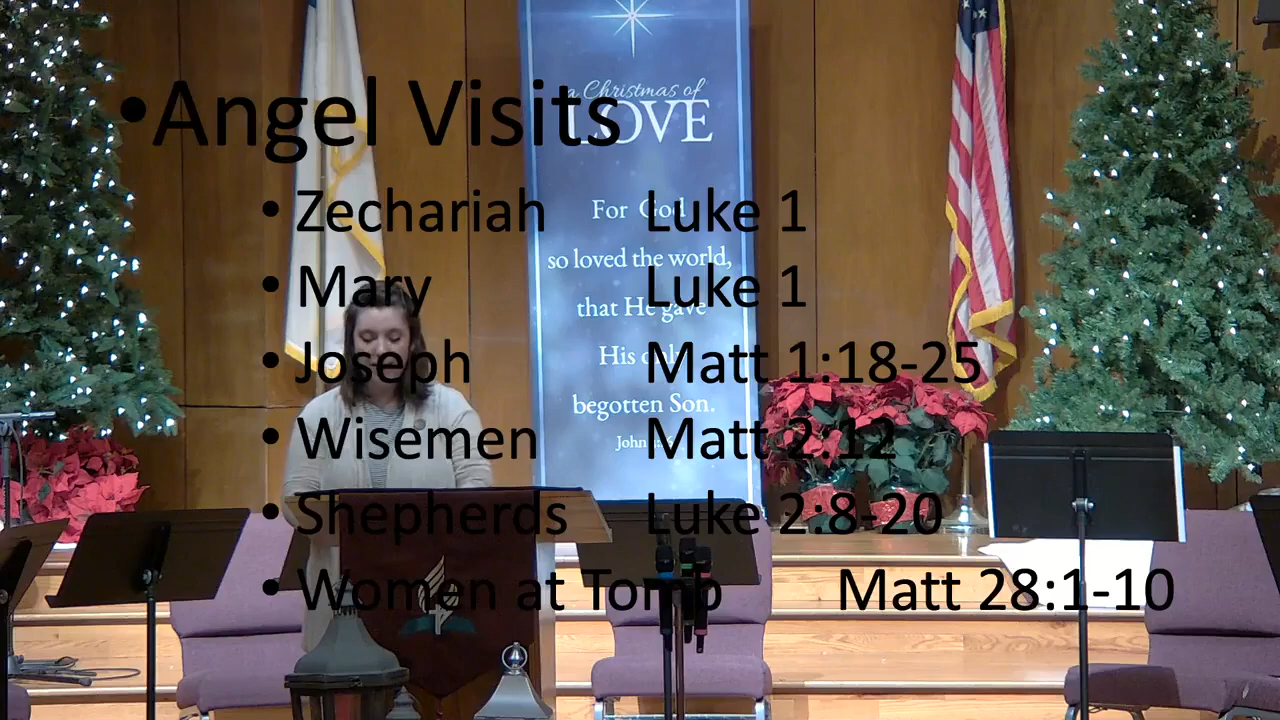 •Angel Visits
• Zechariah Luke 1
• Mary Luke 1
• Joseph Matt 1:18-25
• Wisemen Matt 2:12
• Shepherds Luke 2:8-20
• Women at Tomb Matt 28:1-10
a Christmas of
LOVE
For God
so loved the world,
that He gave
His
begotten Son.
John